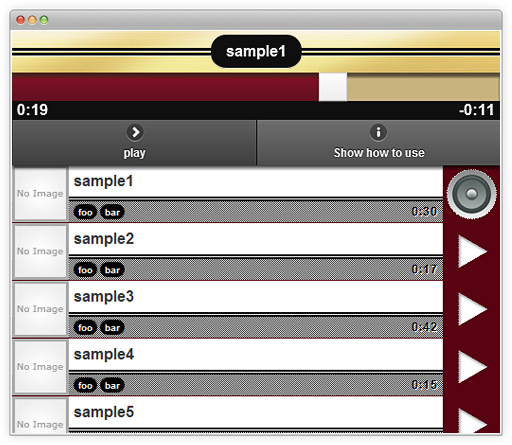 sample1
0:19 -0:11
play Show how to use
No Image sample1
foo bar 0:30
No Image sample2
foo bar 0:17
No Image sample3
foo bar 0:42
No Image sample4
foo bar 0:15
No Image sample5